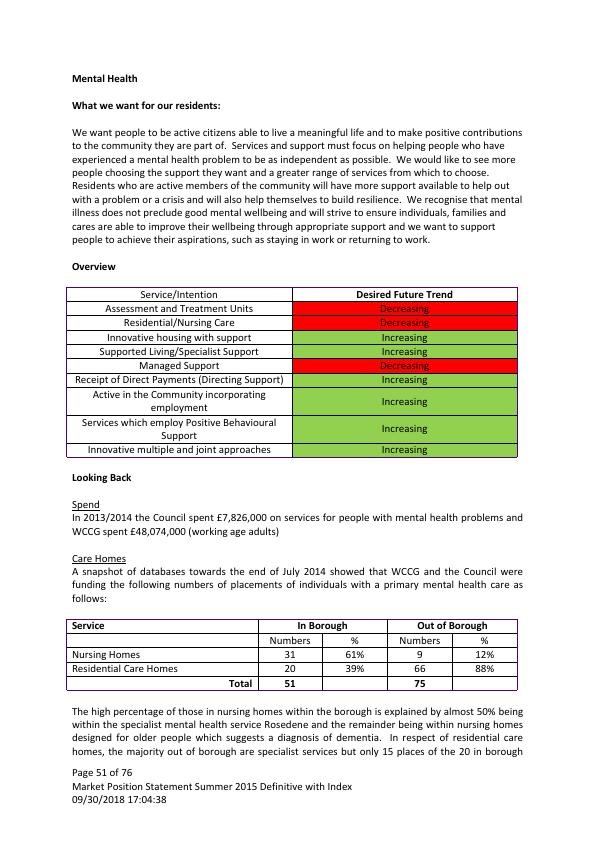 Mental Health
What we want for our residents:
We want people to be active citizens able to live a meaningful life and to make positive contributions
to the community they are part of.  Services and support must focus on helping people who have
experienced a mental health problem to be as independent as possible.  We would like to see more
people choosing the support they want and a greater range of services from which to choose.
Residents who are active members of the community will have more support available to help out
with a problem or a crisis and will also help themselves to build resilience.  We recognise that mental
illness does not preclude good mental wellbeing and will strive to ensure individuals, families and
cares are able to improve their wellbeing through appropriate support and we want to support
people to achieve their aspirations, such as staying in work or returning to work.
Overview
Service/Intention Desired Future Trend
Assessment and Treatment Units Decreasing
Residential/Nursing Care Decreasing
Innovative housing with support Increasing
Supported Living/Specialist Support Increasing
Managed Support Decreasing
Receipt of Direct Payments (Directing Support) Increasing
Active in the Community incorporating
employment Increasing
Services which employ Positive Behavioural
Support Increasing
Innovative multiple and joint approaches Increasing
Looking Back
Spend
In 2013/2014 the Council spent £7,826,000 on services for people with mental health problems and
WCCG spent £48,074,000 (working age adults)
Care Homes
A snapshot of databases towards the end of July 2014 showed that WCCG and the Council were
funding the following numbers of placements of individuals with a primary mental health care as
follows:
Service In Borough Out of Borough
Numbers % Numbers %
Nursing Homes 31 61% 9 12%
Residential Care Homes 20 39% 66 88%
Total 51 75
The high percentage of those in nursing homes within the borough is explained by almost 50% being
within the specialist mental health service Rosedene and the remainder being within nursing homes
designed for older people which suggests a diagnosis of dementia.  In respect of residential care
homes, the majority out of borough are specialist services but only 15 places of the 20 in borough
Page 51 of 76
Market Position Statement Summer 2015 Definitive with Index
09/30/2018 17:04:38